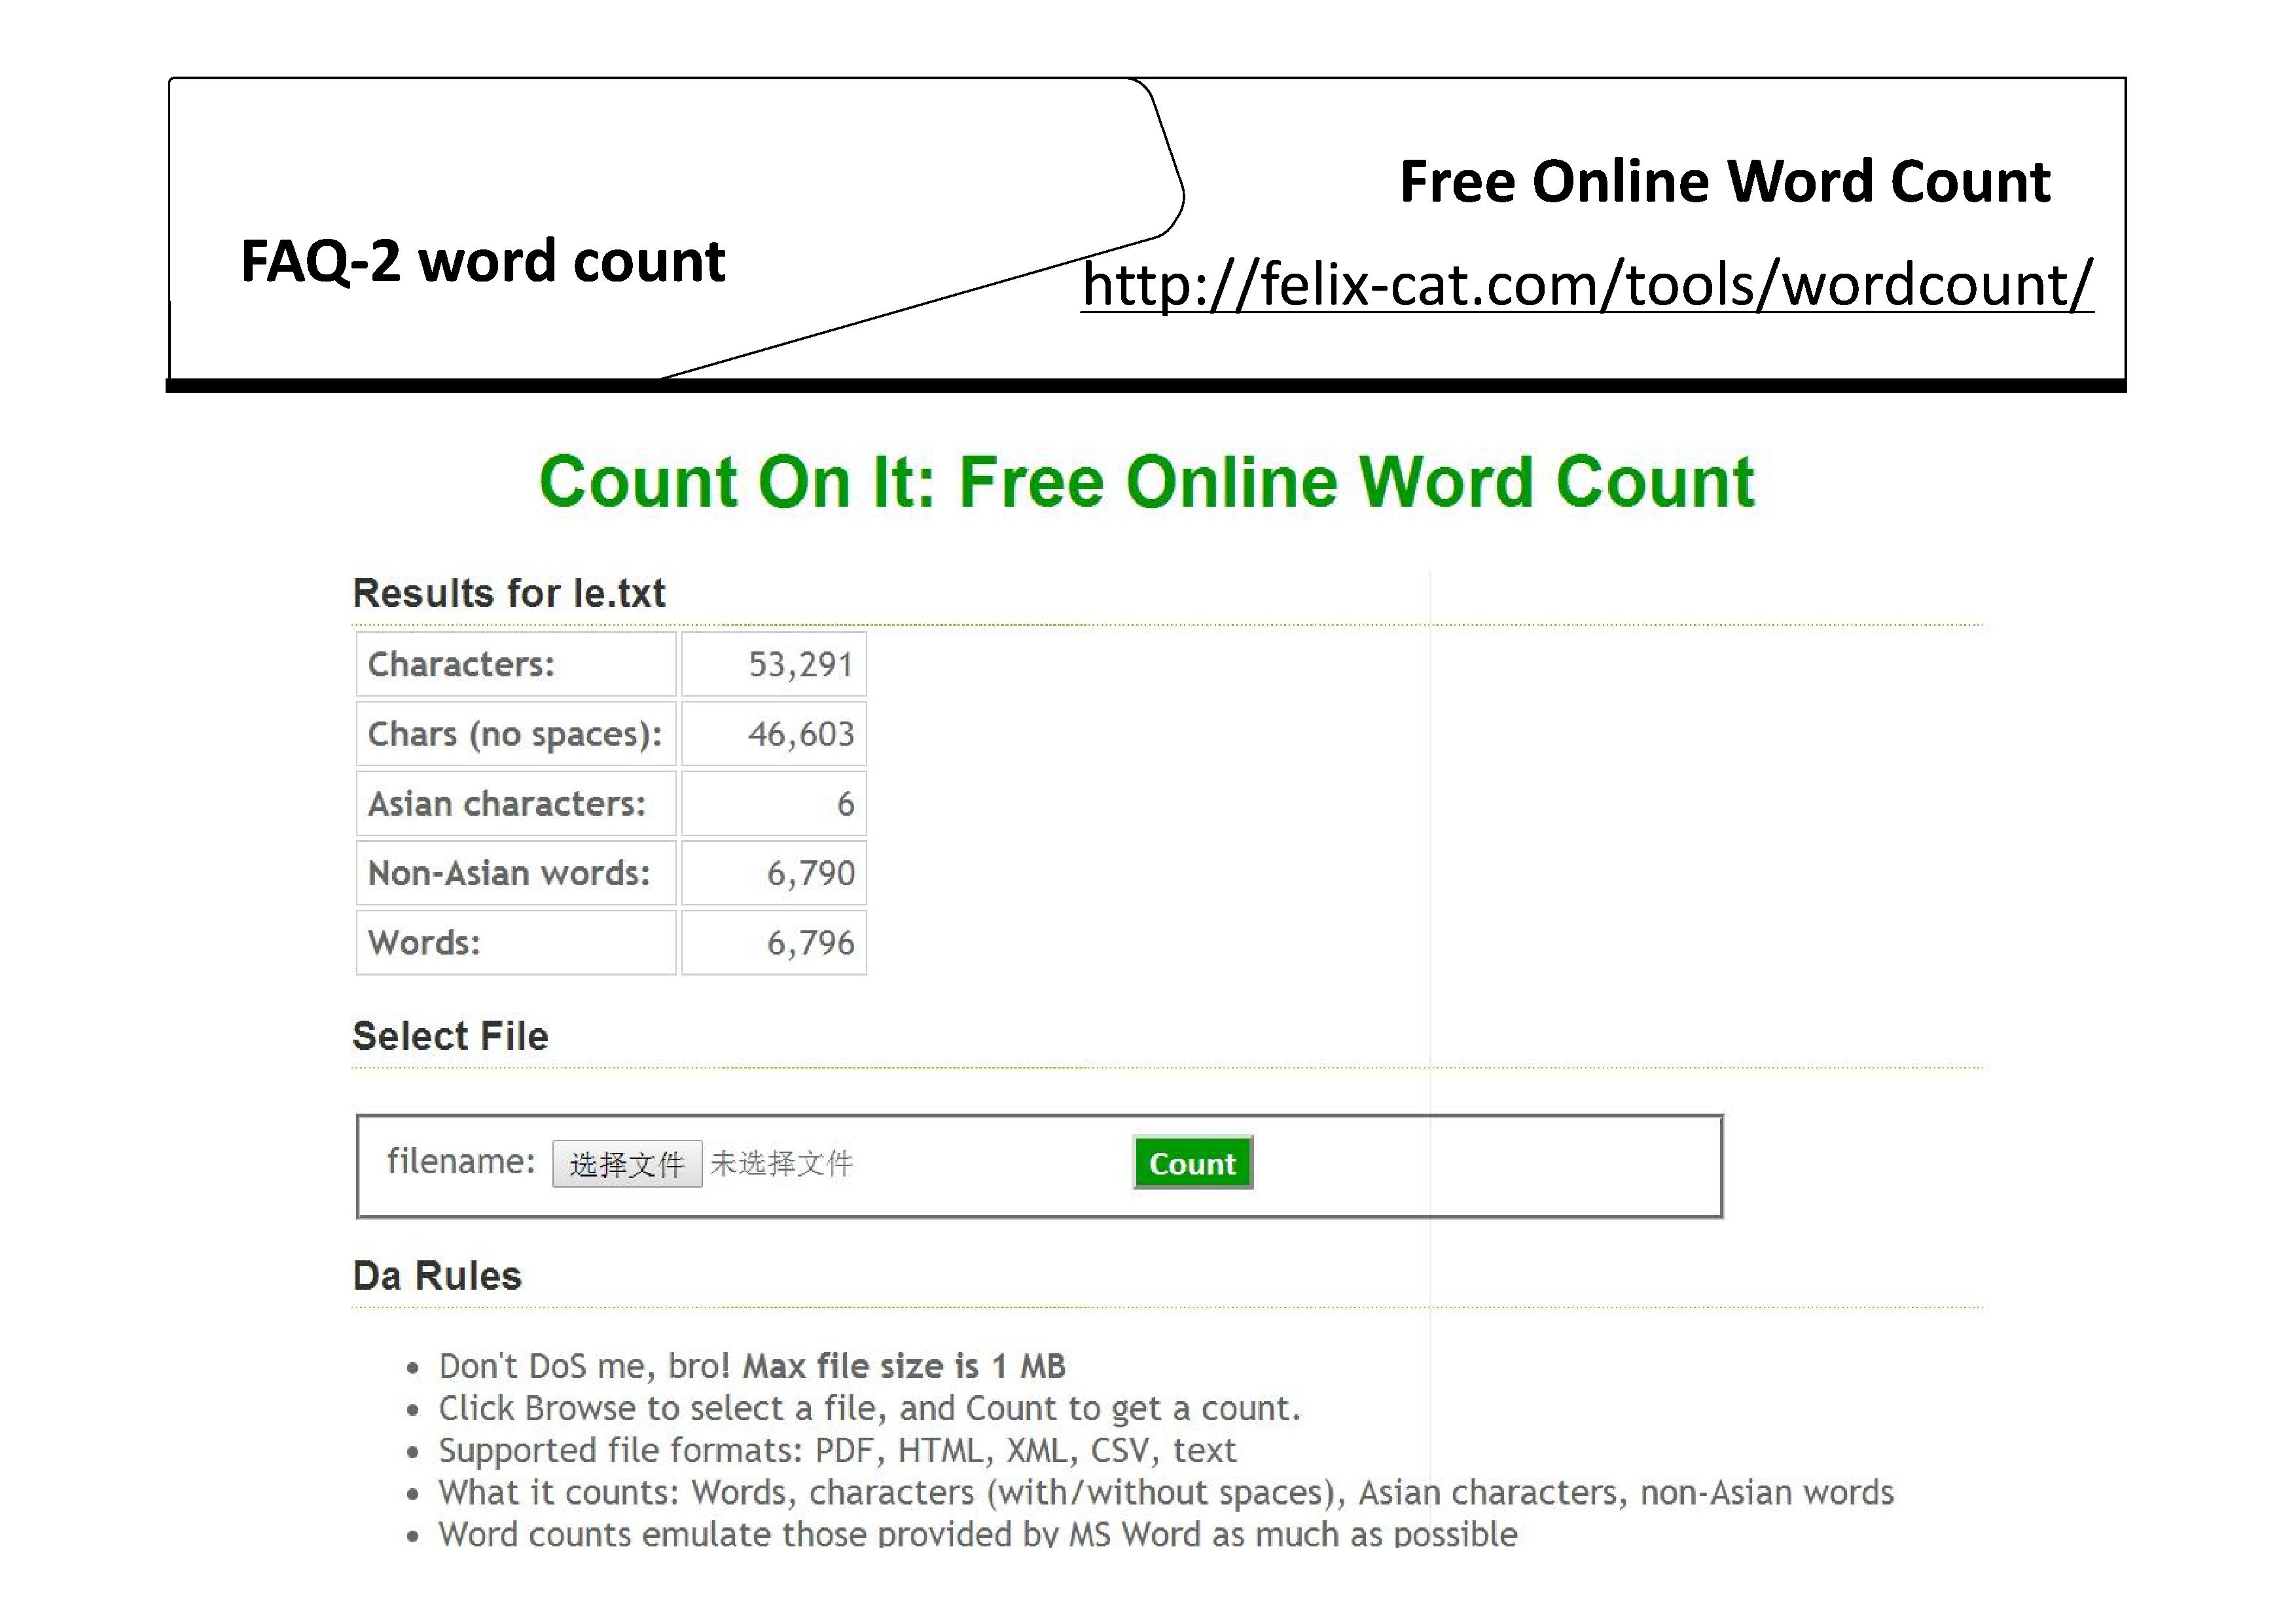 FAQ-2 word count
Free Online Word Count
http://felix-cat.com/tools/wordcount/
Count On It: Free Online Word Count
Results for le.txt
Characters: 53,291
Chars (no spaces): 46,603
Asian characters: 6
Non-Asian words: 6,790
Words: 6,796
Select File
filename: 选择文件 未选择文件 Count
Da Rules
• Don't DoS me, bro! Max file size is 1 MB
• Click Browse to select a file, and Count to get a count.
• Supported file formats: PDF, HTML, XML, CSV, text
• What it counts: Words, characters (with/without spaces), Asian characters, non-Asian words
• Word counts emulate those provided by MS Word as much as possible